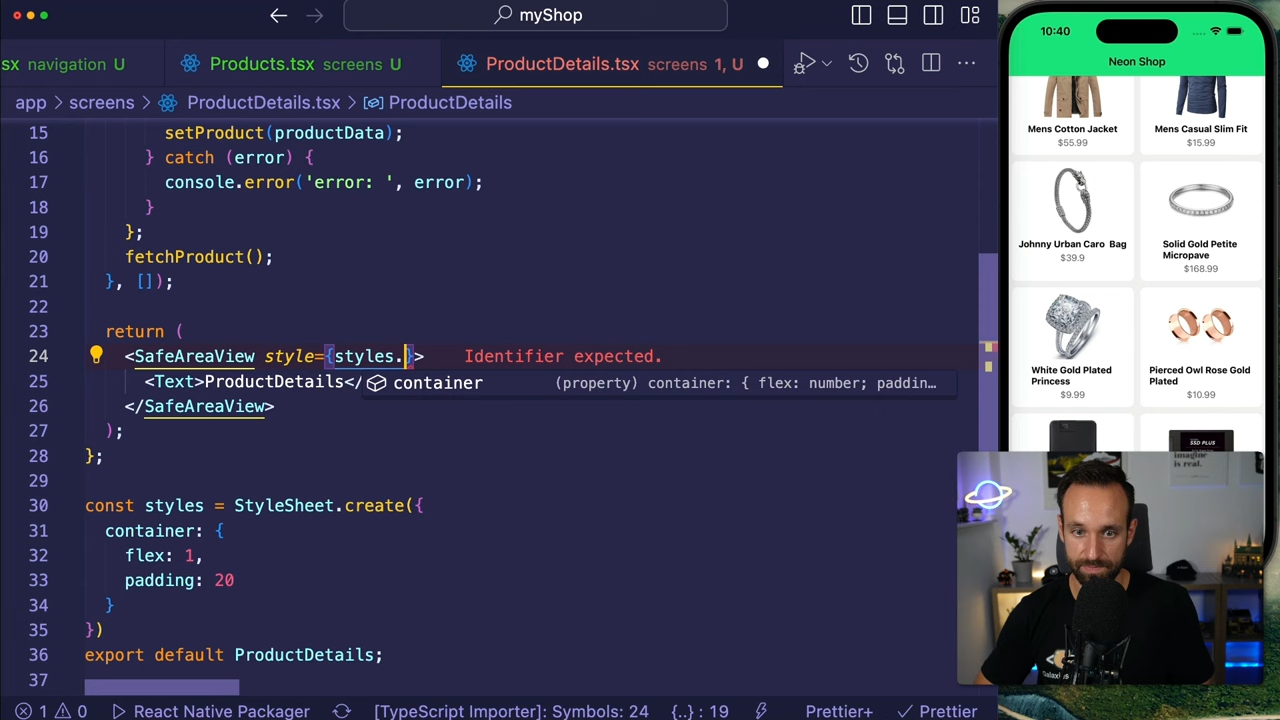 myShop
sx navigation U
Products.tsx screens U
ProductDetails.tsx screens 1, U
app > screens > ProductDetails.tsx > ProductDetails
15 setProduct(productData);
16 } catch (error) {
17 console.error('error: ', error);
18 }
19 };
20 fetchProduct();
21 }, []);
22
23 return (
24 <SafeAreaView style={styles.}> Identifier expected.
25 <Text>ProductDetails</
container (property) container: { flex: number; paddin…
26 </SafeAreaView>
27 );
28 };
29
30 const styles = StyleSheet.create({
31 container: {
32 flex: 1,
33 padding: 20
34 }
35 })
36 export default ProductDetails;
37
1 0 React Native Packager [TypeScript Importer]: Symbols: 24 {..} : 19 Prettier+ Prettier
10:40
Neon Shop
Mens Cotton Jacket
$55.99
Mens Casual Slim Fit
$15.99
Johnny Urban Caro Bag
$39.9
Solid Gold Petite
Micropave
$168.99
White Gold Plated
Princess
$9.99
Pierced Owl Rose Gold
Plated
$10.99
SSD PLUS
imagine
is real.